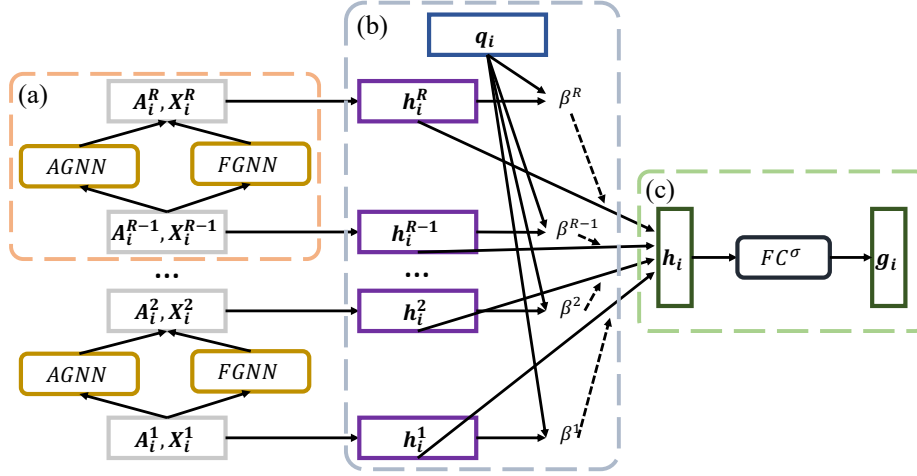 (a)
(b)
(c)
q_i
A_i^R, X_i^R
h_i^R
β^R
AGNN
FGNN
A_i^{R-1}, X_i^{R-1}
h_i^{R-1}
β^{R-1}
...
...
h_i
FC^σ
g_i
A_i^2, X_i^2
h_i^2
β^2
AGNN
FGNN
A_i^1, X_i^1
h_i^1
β^1